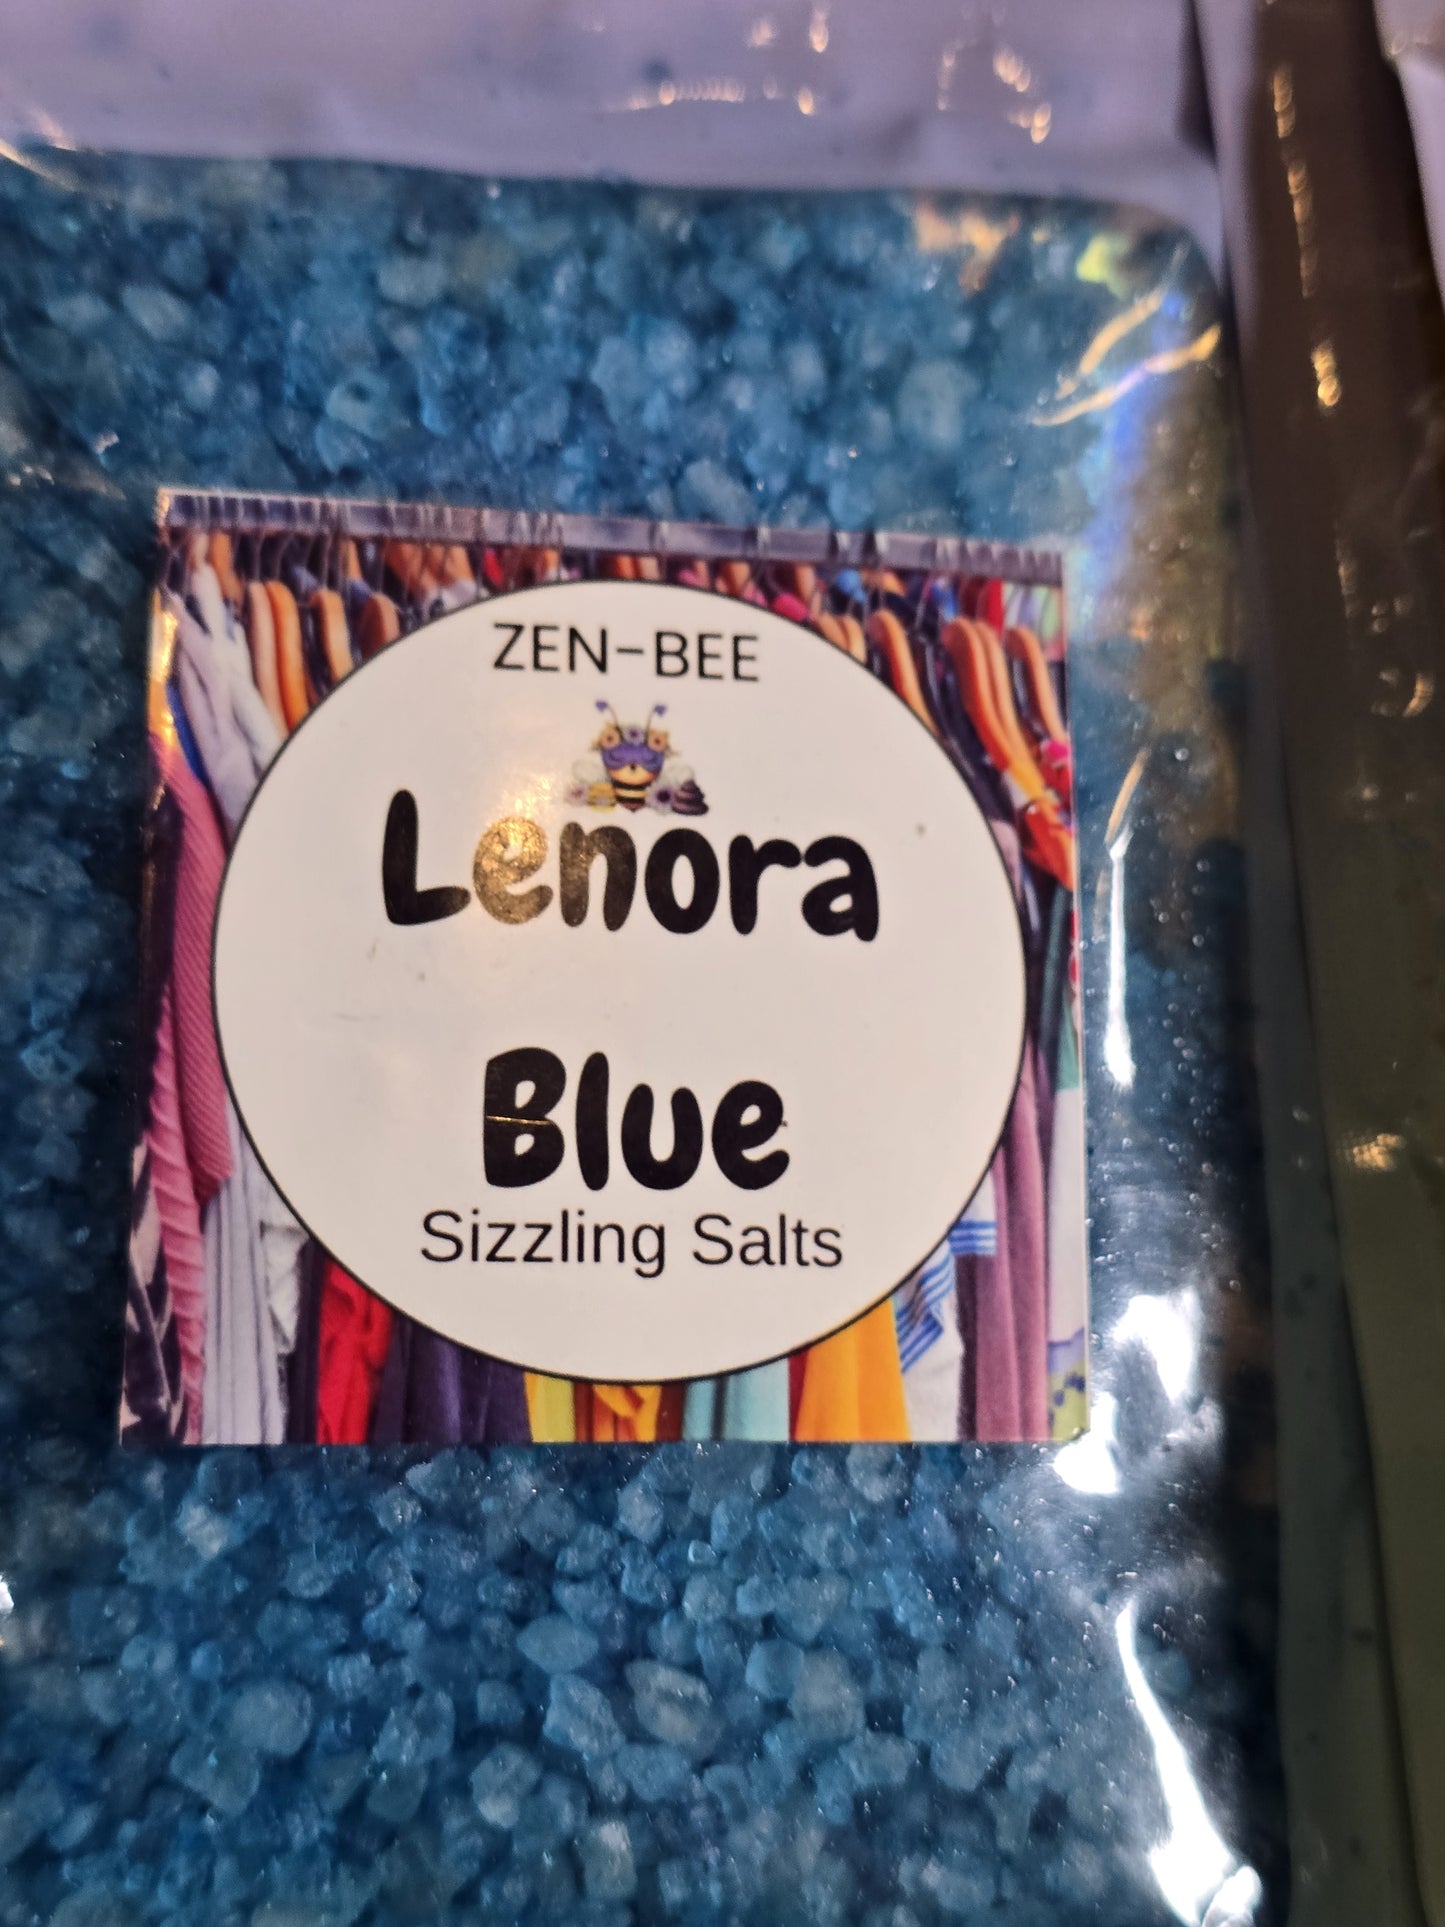 ZEN-BEE
Lenora
Blue
Sizzling Salts